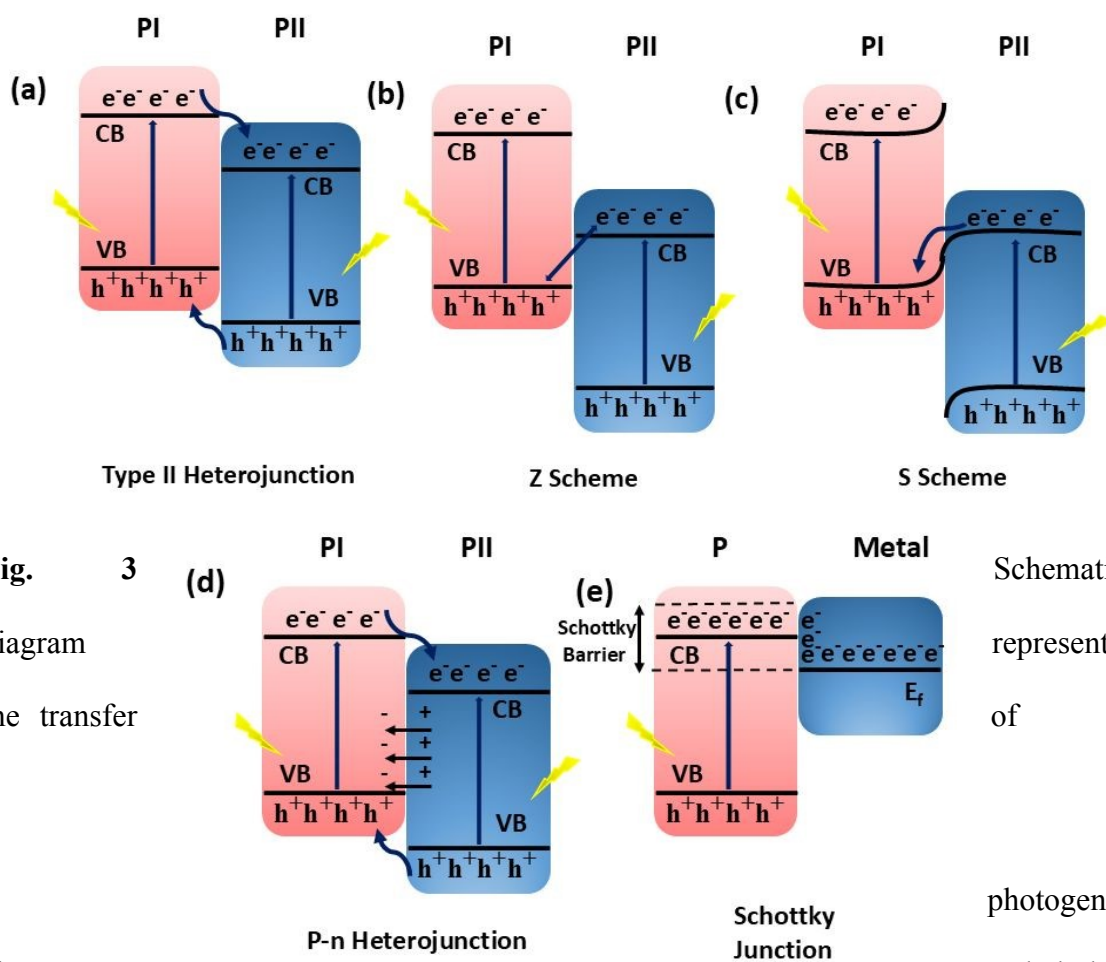 PI PII
(a)
e⁻e⁻ e⁻ e⁻
CB
e⁻e⁻ e⁻ e⁻
CB
VB
h⁺h⁺h⁺h⁺
VB
h⁺h⁺h⁺h⁺
Type II Heterojunction
PI PII
(b)
e⁻e⁻ e⁻ e⁻
CB
e⁻e⁻ e⁻ e⁻
CB
VB
h⁺h⁺h⁺h⁺
VB
h⁺h⁺h⁺h⁺
Z Scheme
PI PII
(c)
e⁻e⁻ e⁻ e⁻
CB
e⁻e⁻ e⁻ e⁻
CB
VB
h⁺h⁺h⁺h⁺
VB
h⁺h⁺h⁺h⁺
S Scheme
ig. 3
Schemati
iagram
represent
ne transfer
of
photogen
PI PII
(d)
e⁻e⁻ e⁻ e⁻
CB
e⁻e⁻ e⁻ e⁻
CB
- +
- +
- +
VB
h⁺h⁺h⁺h⁺
VB
h⁺h⁺h⁺h⁺
P-n Heterojunction
P Metal
(e)
Schottky
Barrier
e⁻e⁻e⁻e⁻e⁻e⁻ e⁻
e⁻
e⁻e⁻e⁻e⁻e⁻e⁻e⁻
CB
E_f
VB
h⁺h⁺h⁺h⁺
Schottky
Junction